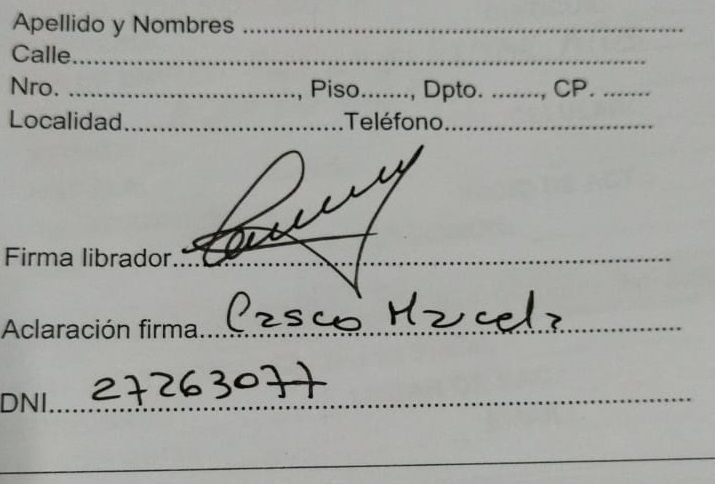 Apellido y Nombres ..........
Calle..........
Nro. .........., Piso......., Dpto. ......., CP. .......
Localidad..........Teléfono..........
Firma librador..........
Aclaración firma.......... Casco Marcela
DNI.......... 27263077